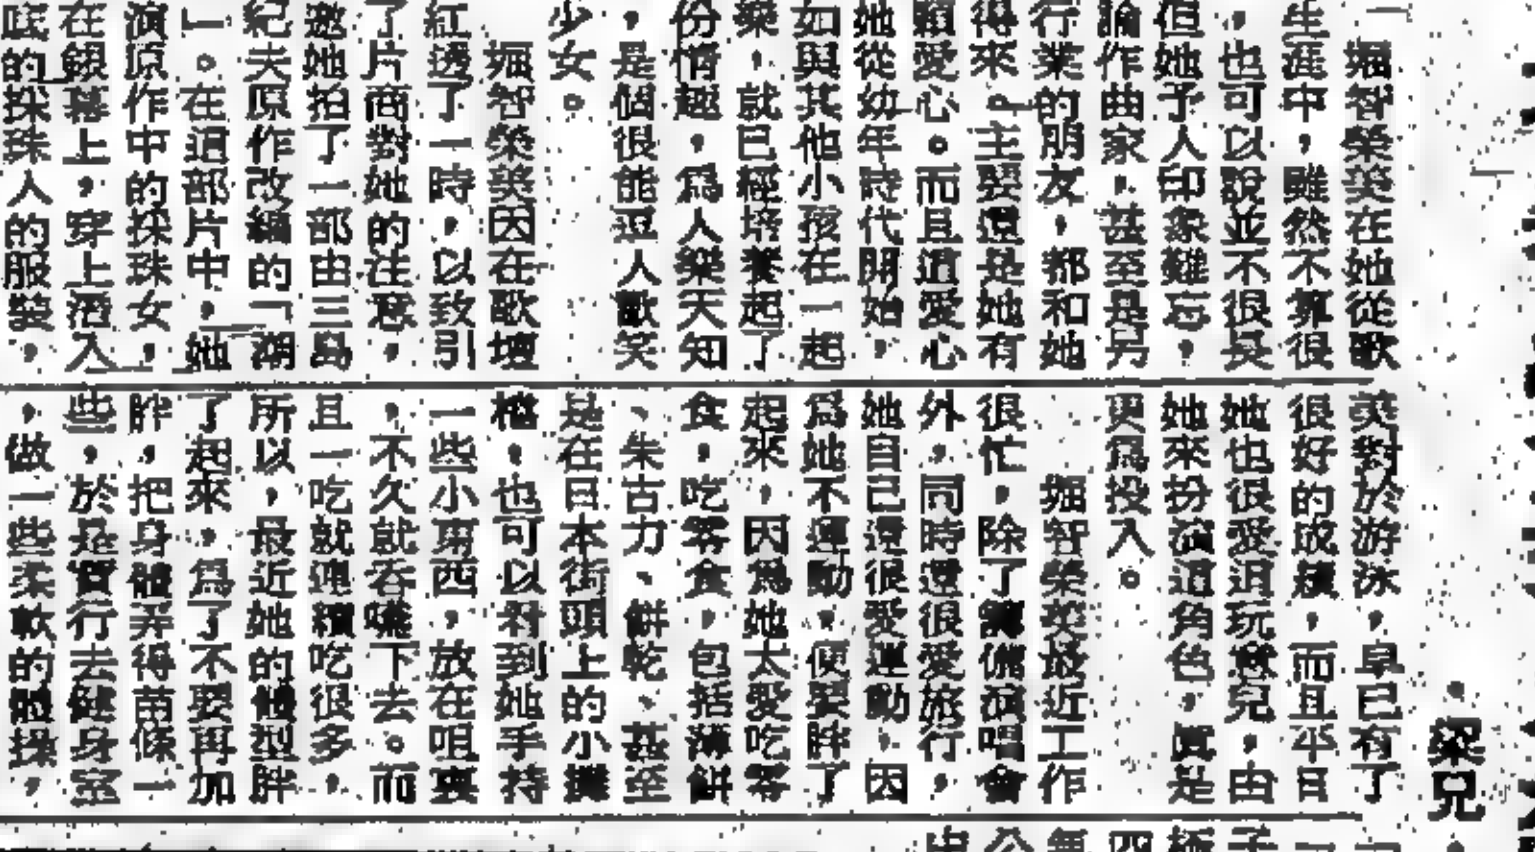 「堀智榮美在她從歌
生涯中，雖然不算很
，也可以說並不很長
但她予人印象難忘，
論作曲家，甚至是另
行業的朋友，都和她
得來。主要還是她有
顆愛心。而且這愛心
她從幼年時代開始，
如與其他小孩在一起
樂，就已經培養起了
份情趣，爲人樂天知
，是個很能逗人歡笑
少女。
堀智榮美因在歌壇
紅透了一時，以致引
了片商對她的注意，
邀她拍了一部由三島
紀夫原作改編的「湖
」。在這部片中，她
演原作中的採珠女，
在銀幕上，穿上潛入
底的採珠人的服裝，
美對於游泳，早已有了
很好的成績，而且平日
她也很愛這玩意兒，由
她來扮演這角色，眞是
更爲投入。
堀智榮美最近工作
很忙，除了籌備演唱會
外，同時還很愛旅行，
她自己還很愛運動，因
爲她不運動，便要胖了
起來，因爲她太愛吃零
食，吃零食，包括薄餅
、朱古力、餅乾、甚至
是在日本街頭上的小攤
檔，也可以看到她手持
一些小東西，放在咀裏
，不久就吞嚥下去。而
且一吃就連續吃很多，
所以，最近她的體型胖
了起來，爲了不要再加
胖，把身體弄得苗條一
些，於是實行去健身室
，做一些柔軟的體操，
梁兄